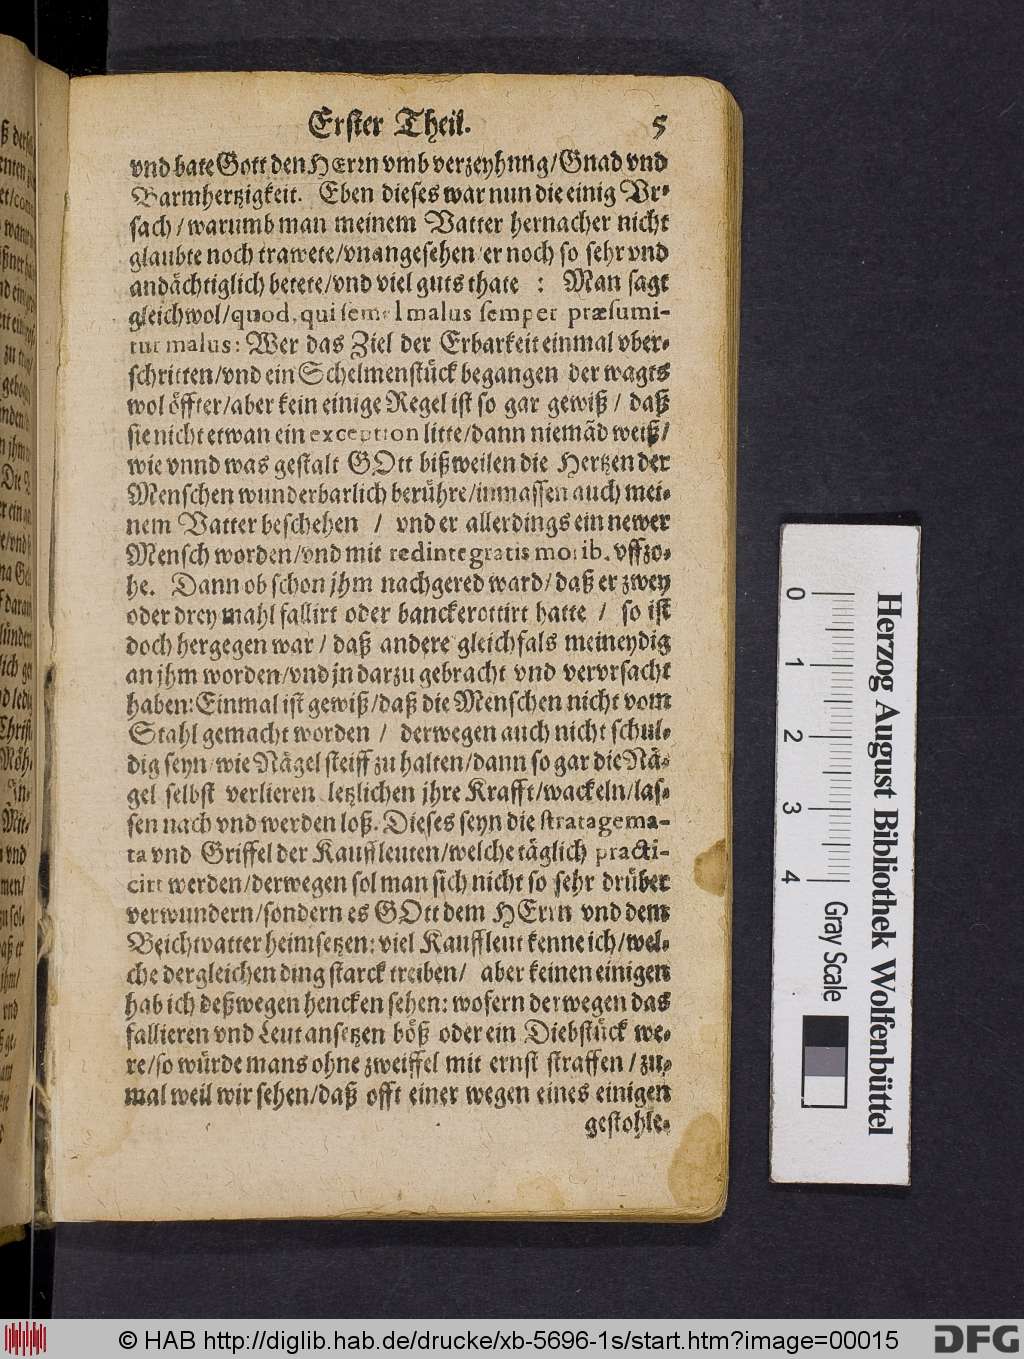 Erster Theil. 5
vnd bate Gott den HErrn vmb verzeyhung/Gnad vnd
Barmhertzigkeit. Eben dieses war nun die einig Vr-
sach/warumb man meinem Vatter hernacher nicht
glaubte noch trawete/vnangesehen er noch so sehr vnd
andächtiglich betete/vnd viel guts thate : Man sagt
gleichwol/quod, qui semel malus semper præsumi-
tur malus: Wer das Ziel der Erbarkeit einmal vber-
schritten/vnd ein Schelmenstück begangen der wagts
wol öffter/aber kein einige Regel ist so gar gewiß / daß
sie nicht etwan ein exception litte/dann niemãd weiß/
wie vnnd was gestalt GOtt bißweilen die Hertzen der
Menschen wunderbarlich berühre/inmassen auch mei-
nem Vatter beschehen / vnd er allerdings ein newer
Mensch worden/vnd mit redintegratis morib. vffzo-
he. Dann ob schon jhm nachgered ward/daß er zwey
oder drey mahl fallirt oder banckerottirt hatte / so ist
doch hergegen war / daß andere gleichfals meineydig
an jhm worden/vnd jn darzu gebracht vnd vervrsacht
haben: Einmal ist gewiß/daß die Menschen nicht vom
Stahl gemacht worden / derwegen auch nicht schul-
dig seyn wie Nägel steiff zu halten/dann so gar die Nä-
gel selbst verlieren letzlichen jhre Krafft/wackeln/las-
sen nach vnd werden loß. Dieses seyn die stratagema-
ta vnd Griffel der Kauffleuten/welche täglich practi-
cirt werden/derwegen sol man sich nicht so sehr drüber
verwundern/sondern es GOtt dem HErrn vnd dem
Beichtvatter heimsetzen: viel Kauffleut kenne ich/wel-
che dergleichen ding starck treiben/ aber keinen einigen
hab ich deßwegen hencken sehen: wofern derwegen das
fallieren vnd Leut ansetzen böß oder ein Diebstück we-
re/so würde mans ohne zweiffel mit ernst straffen / zu-
mal weil wir sehen/daß offt einer wegen eines einigen
gestohle-
0 1 2 3 4
Gray Scale
Herzog August Bibliothek Wolfenbüttel
© HAB http://diglib.hab.de/drucke/xb-5696-1s/start.htm?image=00015
DFG